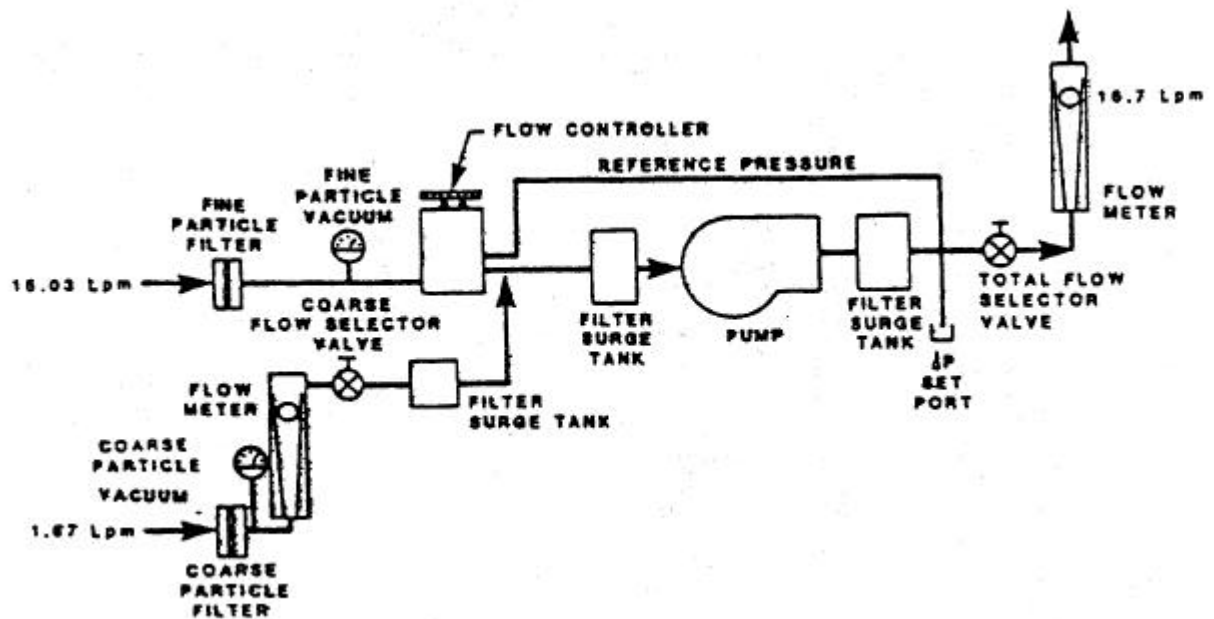 16.7 Lpm
FLOW CONTROLLER
REFERENCE PRESSURE
FINE
PARTICLE
VACUUM
FLOW
METER
FINE
PARTICLE
FILTER
16.03 Lpm
COARSE
FLOW SELECTOR
VALVE
FILTER
SURGE
TANK
PUMP
FILTER
SURGE
TANK
TOTAL FLOW
SELECTOR
VALVE
ΔP
SET
PORT
FLOW
METER
FILTER
SURGE TANK
COARSE
PARTICLE
VACUUM
1.67 Lpm
COARSE
PARTICLE
FILTER